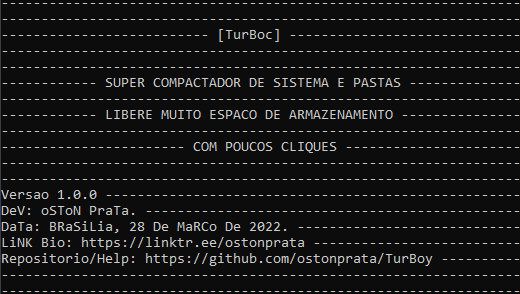 [TurBoc]
SUPER COMPACTADOR DE SISTEMA E PASTAS
LIBERE MUITO ESPACO DE ARMAZENAMENTO
COM POUCOS CLIQUES
Versao 1.0.0
DeV: oSToN PraTa.
DaTa: BRaSiLia, 28 De MaRCo De 2022.
LiNK Bio: https://linktr.ee/ostonprata
Repositorio/Help: https://github.com/ostonprata/TurBoy